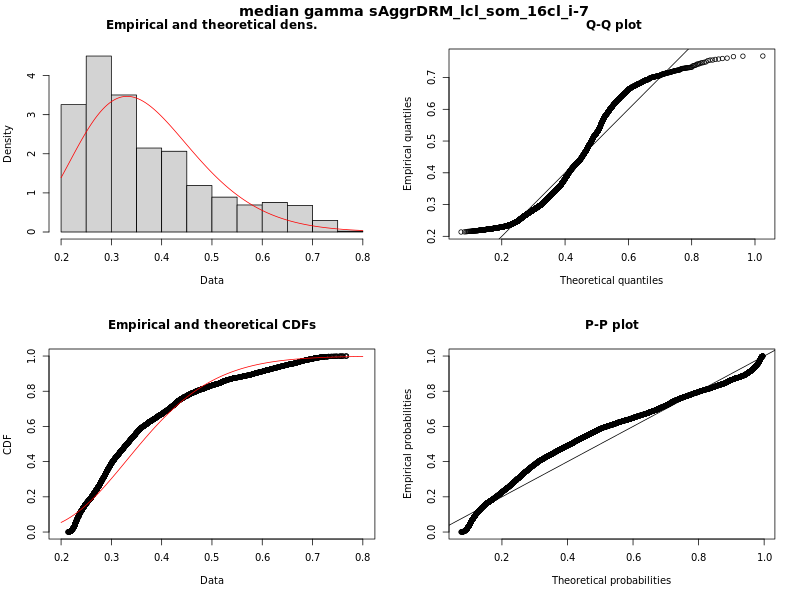 median gamma sAggrDRM_lcl_som_16cl_i-7
Empirical and theoretical dens.
Density
0 1 2 3 4
0.2 0.3 0.4 0.5 0.6 0.7 0.8
Data
Q-Q plot
Empirical quantiles
0.2 0.3 0.4 0.5 0.6 0.7
0.2 0.4 0.6 0.8 1.0
Theoretical quantiles
Empirical and theoretical CDFs
CDF
0.0 0.2 0.4 0.6 0.8 1.0
0.2 0.3 0.4 0.5 0.6 0.7 0.8
Data
P-P plot
Empirical probabilities
0.0 0.2 0.4 0.6 0.8 1.0
0.2 0.4 0.6 0.8 1.0
Theoretical probabilities